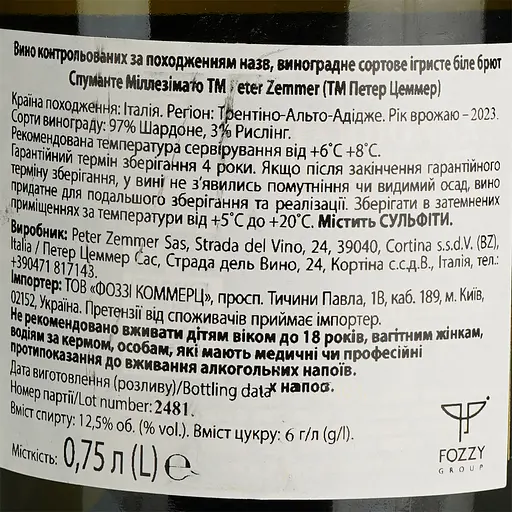 Вино контрольованих за походженням назв, виноградне сортове ігристе біле брют
Спуманте Міллезімато ТМ Peter Zemmer (ТМ Петер Цеммер)
Країна походження: Італія. Регіон: Трентіно-Альто-Адідже. Рік врожаю – 2023.
Сорти винограду: 97% Шардоне, 3% Рислінг.
Рекомендована температура сервірування від +6°C +8°C.
Гарантійний термін зберігання 4 роки. Якщо після закінчення гарантійного
терміну зберігання, у вині не з’явились помутніння чи видимий осад, вино
придатне для подальшого зберігання та реалізації. Зберігати в затемнених
приміщеннях за температури від +5°C до +20°C. Містить СУЛЬФІТИ.
Виробник: Peter Zemmer Sas, Strada del Vino, 24, 39040, Cortina s.s.d.V. (BZ),
Italia / Петер Цеммер Сас, Страда дель Вино, 24, Кортіна с.с.д.В., Італія, тел.:
+390471 817143.
Імпортер: ТОВ «ФОЗЗІ КОММЕРЦ», просп. Тичини Павла, 1В, каб. 189, м. Київ,
02152, Україна. Претензії від споживачів приймає імпортер.
Не рекомендовано вживати дітям віком до 18 років, вагітним жінкам,
водіям за кермом, особам, які мають медичні чи професійні
протипоказання до вживання алкогольних напоїв.
Дата виготовлення (розливу)/Bottling data
Номер партії/Lot number: 2481.
Вміст спирту: 12,5% об. (% vol.). Вміст цукру: 6 г/л (g/l).
Місткість: 0,75 л (L) e
FOZZY
GROUP